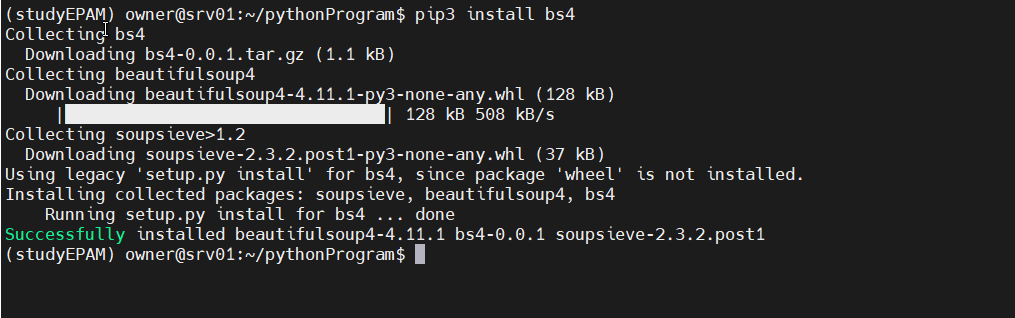 (studyEPAM) owner@srv01:~/pythonProgram$ pip3 install bs4
Collecting bs4
  Downloading bs4-0.0.1.tar.gz (1.1 kB)
Collecting beautifulsoup4
  Downloading beautifulsoup4-4.11.1-py3-none-any.whl (128 kB)
     |████████████████████████████████| 128 kB 508 kB/s
Collecting soupsieve>1.2
  Downloading soupsieve-2.3.2.post1-py3-none-any.whl (37 kB)
Using legacy 'setup.py install' for bs4, since package 'wheel' is not installed.
Installing collected packages: soupsieve, beautifulsoup4, bs4
    Running setup.py install for bs4 ... done
Successfully installed beautifulsoup4-4.11.1 bs4-0.0.1 soupsieve-2.3.2.post1
(studyEPAM) owner@srv01:~/pythonProgram$